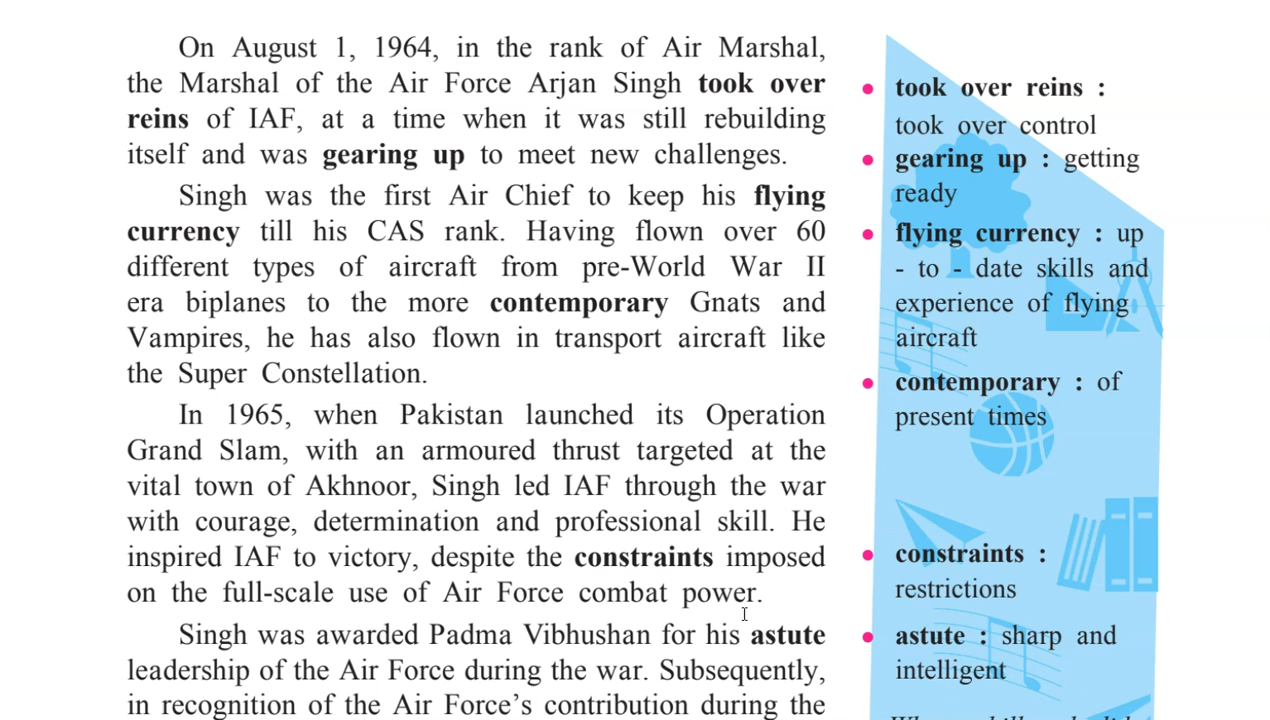 On August 1, 1964, in the rank of Air Marshal,
the Marshal of the Air Force Arjan Singh took over
reins of IAF, at a time when it was still rebuilding
itself and was gearing up to meet new challenges.
Singh was the first Air Chief to keep his flying
currency till his CAS rank. Having flown over 60
different types of aircraft from pre-World War II
era biplanes to the more contemporary Gnats and
Vampires, he has also flown in transport aircraft like
the Super Constellation.
In 1965, when Pakistan launched its Operation
Grand Slam, with an armoured thrust targeted at the
vital town of Akhnoor, Singh led IAF through the war
with courage, determination and professional skill. He
inspired IAF to victory, despite the constraints imposed
on the full-scale use of Air Force combat power.
Singh was awarded Padma Vibhushan for his astute
leadership of the Air Force during the war. Subsequently,
in recognition of the Air Force's contribution during the
• took over reins :
took over control
• gearing up : getting
ready
• flying currency : up
- to - date skills and
experience of flying
aircraft
• contemporary : of
present times
• constraints :
restrictions
• astute : sharp and
intelligent